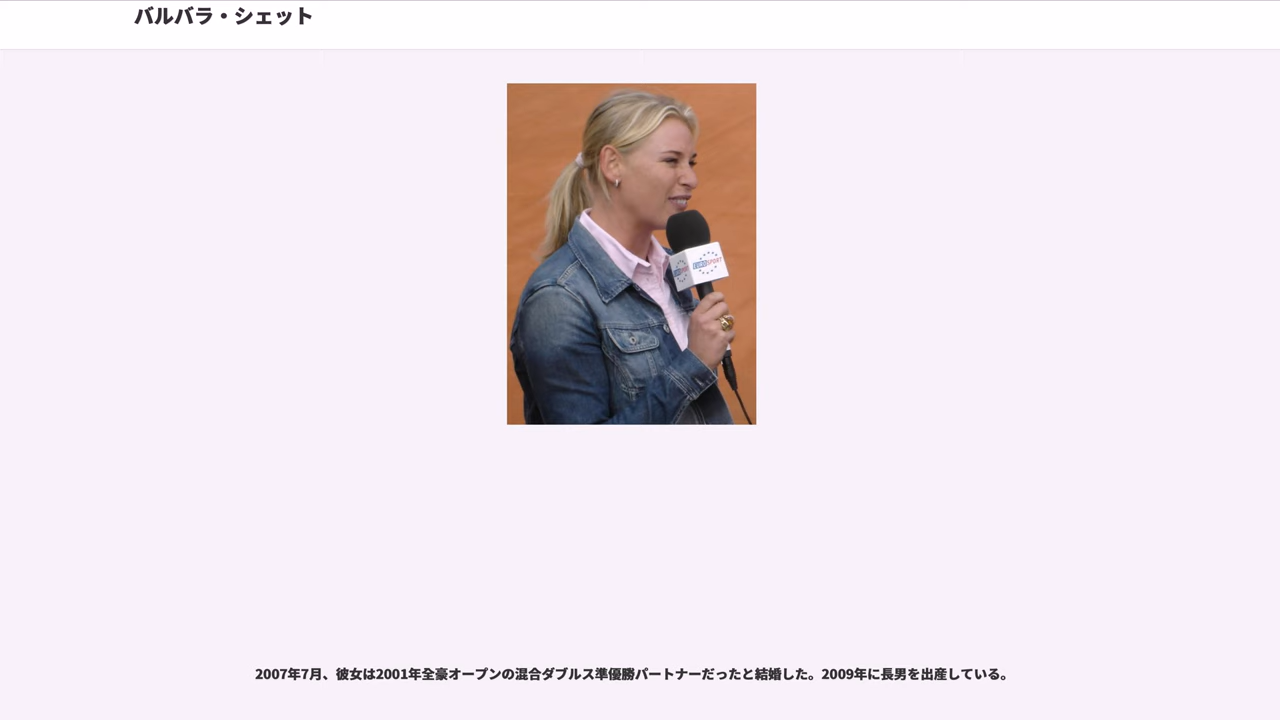 バルバラ・シェット
EUROSPORT
2007年7月、彼女は2001年全豪オープンの混合ダブルス準優勝パートナーだったと結婚した。2009年に長男を出産している。